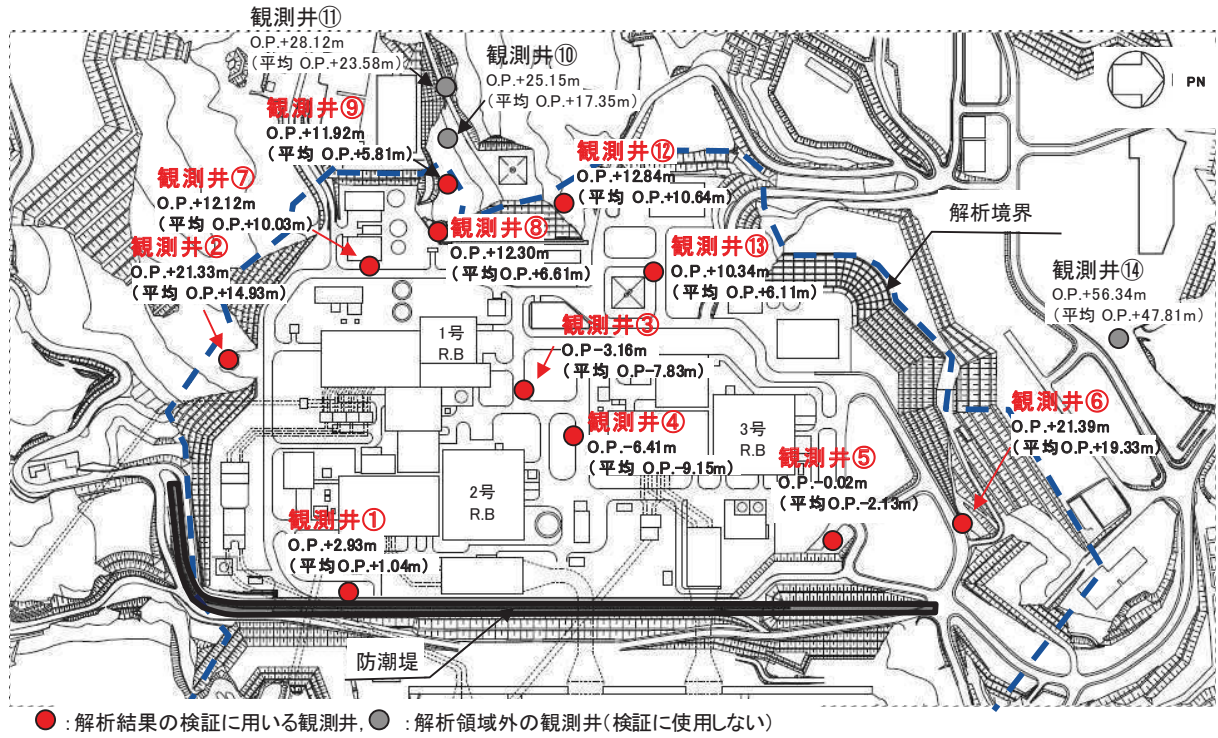 観測井⑪
O.P.+28.12m
(平均 O.P.+23.58m)
観測井⑩
O.P.+25.15m
(平均 O.P.+17.35m)
PN
観測井⑨
O.P.+11.92m
(平均 O.P.+5.81m)
観測井⑫
O.P.+12.84m
(平均 O.P.+10.64m)
観測井⑦
O.P.+12.12m
(平均 O.P.+10.03m)
観測井⑧
O.P.+12.30m
(平均O.P.+6.61m)
解析境界
観測井②
O.P.+21.33m
(平均 O.P.+14.93m)
観測井⑬
O.P.+10.34m
(平均 O.P.+6.11m)
観測井⑭
O.P.+56.34m
(平均 O.P.+47.81m)
観測井③
O.P-3.16m
(平均 O.P-7.83m)
1号
R.B
観測井④
O.P.-6.41m
(平均 O.P.-9.15m)
3号
R.B
観測井⑥
O.P.+21.39m
(平均O.P.+19.33m)
観測井⑤
O.P.-0.02m
(平均O.P.-2.13m)
2号
R.B
観測井①
O.P.+2.93m
(平均O.P.+1.04m)
防潮堤
:解析結果の検証に用いる観測井, :解析領域外の観測井(検証に使用しない)